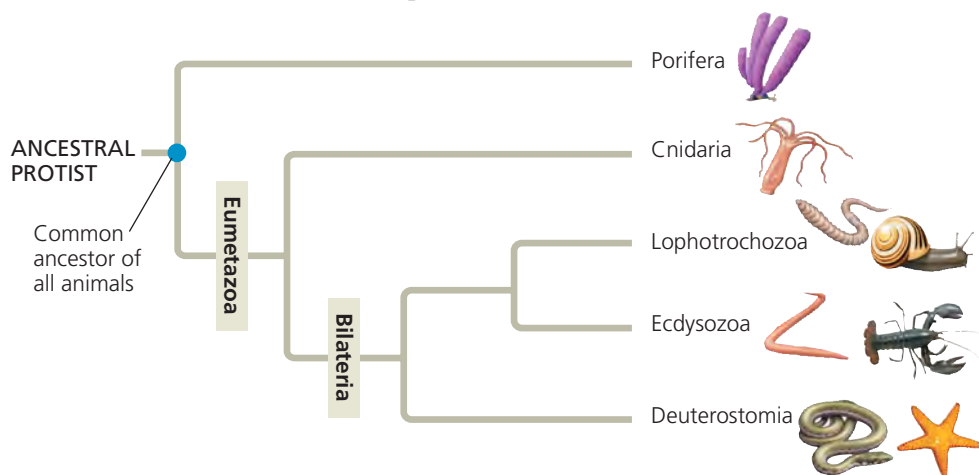 Porifera
ANCESTRAL
PROTIST
Cnidaria
Eumetazoa
Common
ancestor of
all animals
Lophotrochozoa
Bilateria
Ecdysozoa
Deuterostomia